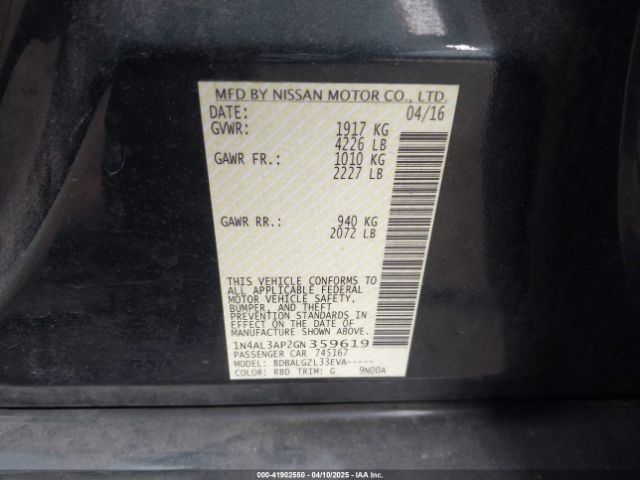 MFD BY NISSAN MOTOR CO., LTD.
DATE: 04/16
GVWR: 1917 KG
4226 LB
GAWR FR.: 1010 KG
2227 LB
GAWR RR.: 940 KG
2072 LB
THIS VEHICLE CONFORMS TO
ALL APPLICABLE FEDERAL
MOTOR VEHICLE SAFETY,
BUMPER, AND THEFT
PREVENTION STANDARDS IN
EFFECT ON THE DATE OF
MANUFACTURE SHOWN ABOVE.
1N4AL3AP2GN 359619
PASSENGER CAR 745167
MODEL: BDBALGZL33EVA-----
COLOR: RBD TRIM: G 9N00A
000-41902550 - 04/10/2025 - IAA Inc.